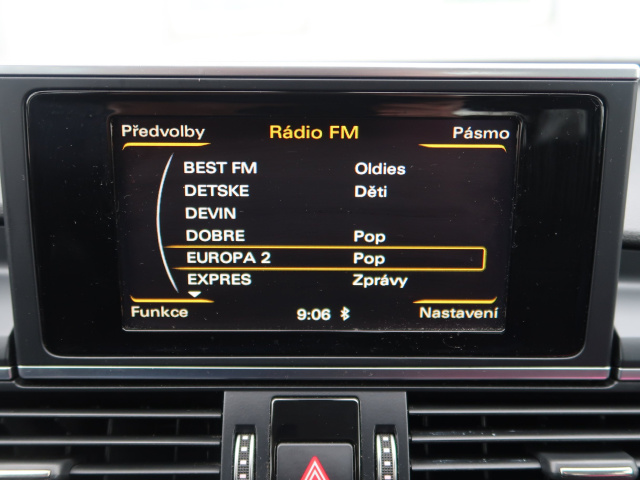 Předvolby Rádio FM Pásmo
BEST FM Oldies
DETSKE Děti
DEVIN
DOBRE Pop
EUROPA 2 Pop
EXPRES Zprávy
Funkce 9:06 Nastavení